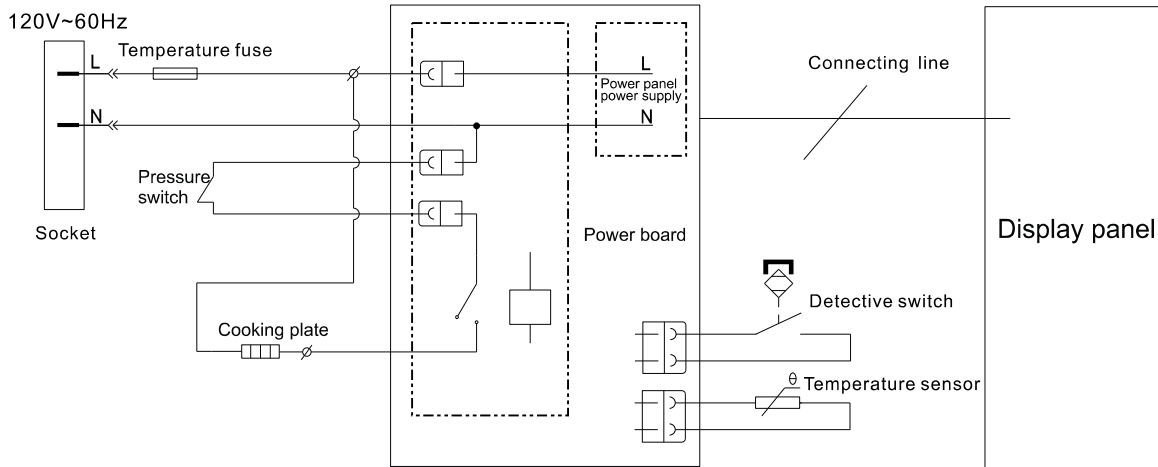 120V~60Hz
L
Temperature fuse
N
Pressure
switch
Socket
Cooking plate
L
Power panel
power supply
N
Power board
Connecting line
Display panel
Detective switch
θ
Temperature sensor